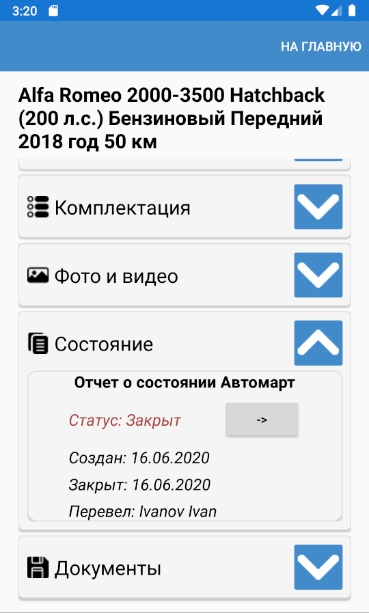 3:20
НА ГЛАВНУЮ
Alfa Romeo 2000-3500 Hatchback
(200 л.с.) Бензиновый Передний
2018 год 50 км
Комплектация
Фото и видео
Состояние
Отчет о состоянии Автомарт
Статус: Закрыт
->
Создан: 16.06.2020
Закрыт: 16.06.2020
Перевел: Ivanov Ivan
Документы